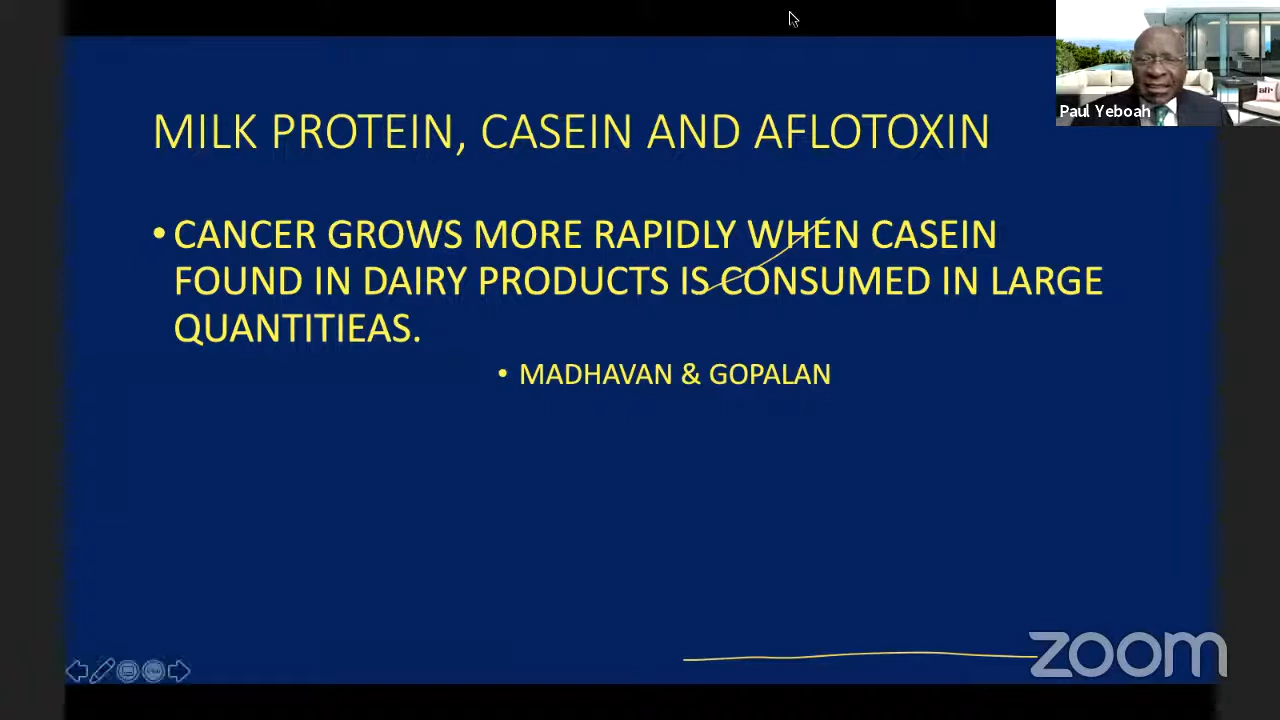 Paul Yeboah
MILK PROTEIN, CASEIN AND AFLOTOXIN
• CANCER GROWS MORE RAPIDLY WHEN CASEIN
FOUND IN DAIRY PRODUCTS IS CONSUMED IN LARGE
QUANTITIEAS.
• MADHAVAN & GOPALAN
zoom